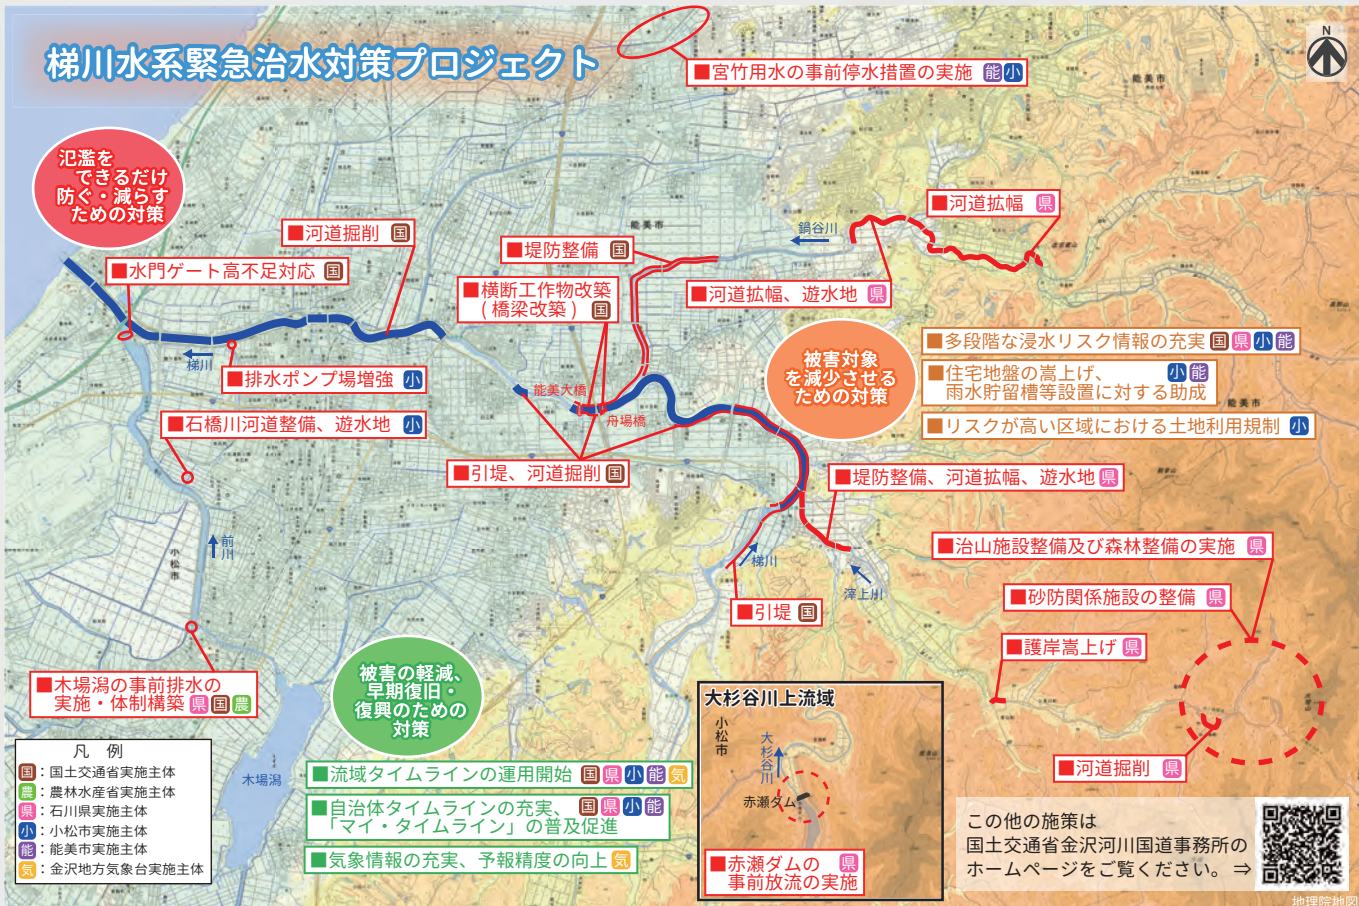 梯川水系緊急治水対策プロジェクト
N
■宮竹用水の事前停水措置の実施 能 小
能美市
氾濫を
できるだけ
防ぐ・減らす
ための対策
■河道掘削 国
■水門ゲート高不足対応 国
■堤防整備 国
■横断工作物改築
(橋梁改築) 国
能美市
鍋谷川
■河道拡幅 県
■河道拡幅、遊水地 県
梯川
■排水ポンプ場増強 小
■石橋川河道整備、遊水地 小
能美大橋
舟場橋
■引堤、河道掘削 国
被害対象
を減少させる
ための対策
■多段階な浸水リスク情報の充実 国 県 小 能
■住宅地盤の嵩上げ、 小 能
雨水貯留槽等設置に対する助成
能美市
■リスクが高い区域における土地利用規制 小
■堤防整備、河道拡幅、遊水地 県
前川
小松市
梯川
滓上川
■引堤 国
■治山施設整備及び森林整備の実施 県
■砂防関係施設の整備 県
■護岸嵩上げ 県
■河道掘削 県
■木場潟の事前排水の
実施・体制構築 県 国 農
木場潟
被害の軽減、
早期復旧・
復興のための
対策
■流域タイムラインの運用開始 国 県 小 能 気
■自治体タイムラインの充実、 国 県 小 能
「マイ・タイムライン」の普及促進
■気象情報の充実、予報精度の向上 気
凡 例
国：国土交通省実施主体
農：農林水産省実施主体
県：石川県実施主体
小：小松市実施主体
能：能美市実施主体
気：金沢地方気象台実施主体
大杉谷川上流域
小松市
大杉谷川
赤瀬ダム
■赤瀬ダムの 県
事前放流の実施
この他の施策は
国土交通省金沢河川国道事務所の
ホームページをご覧ください。 ⇒
地理院地図